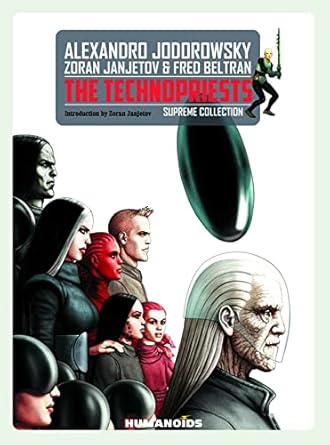 ALEXANDRO JODOROWSKY
ZORAN JANJETOV & FRED BELTRAN
THE TECHNOPRIESTS
Introduction by Zoran Janjetov
SUPREME COLLECTION
HUMANOIDS